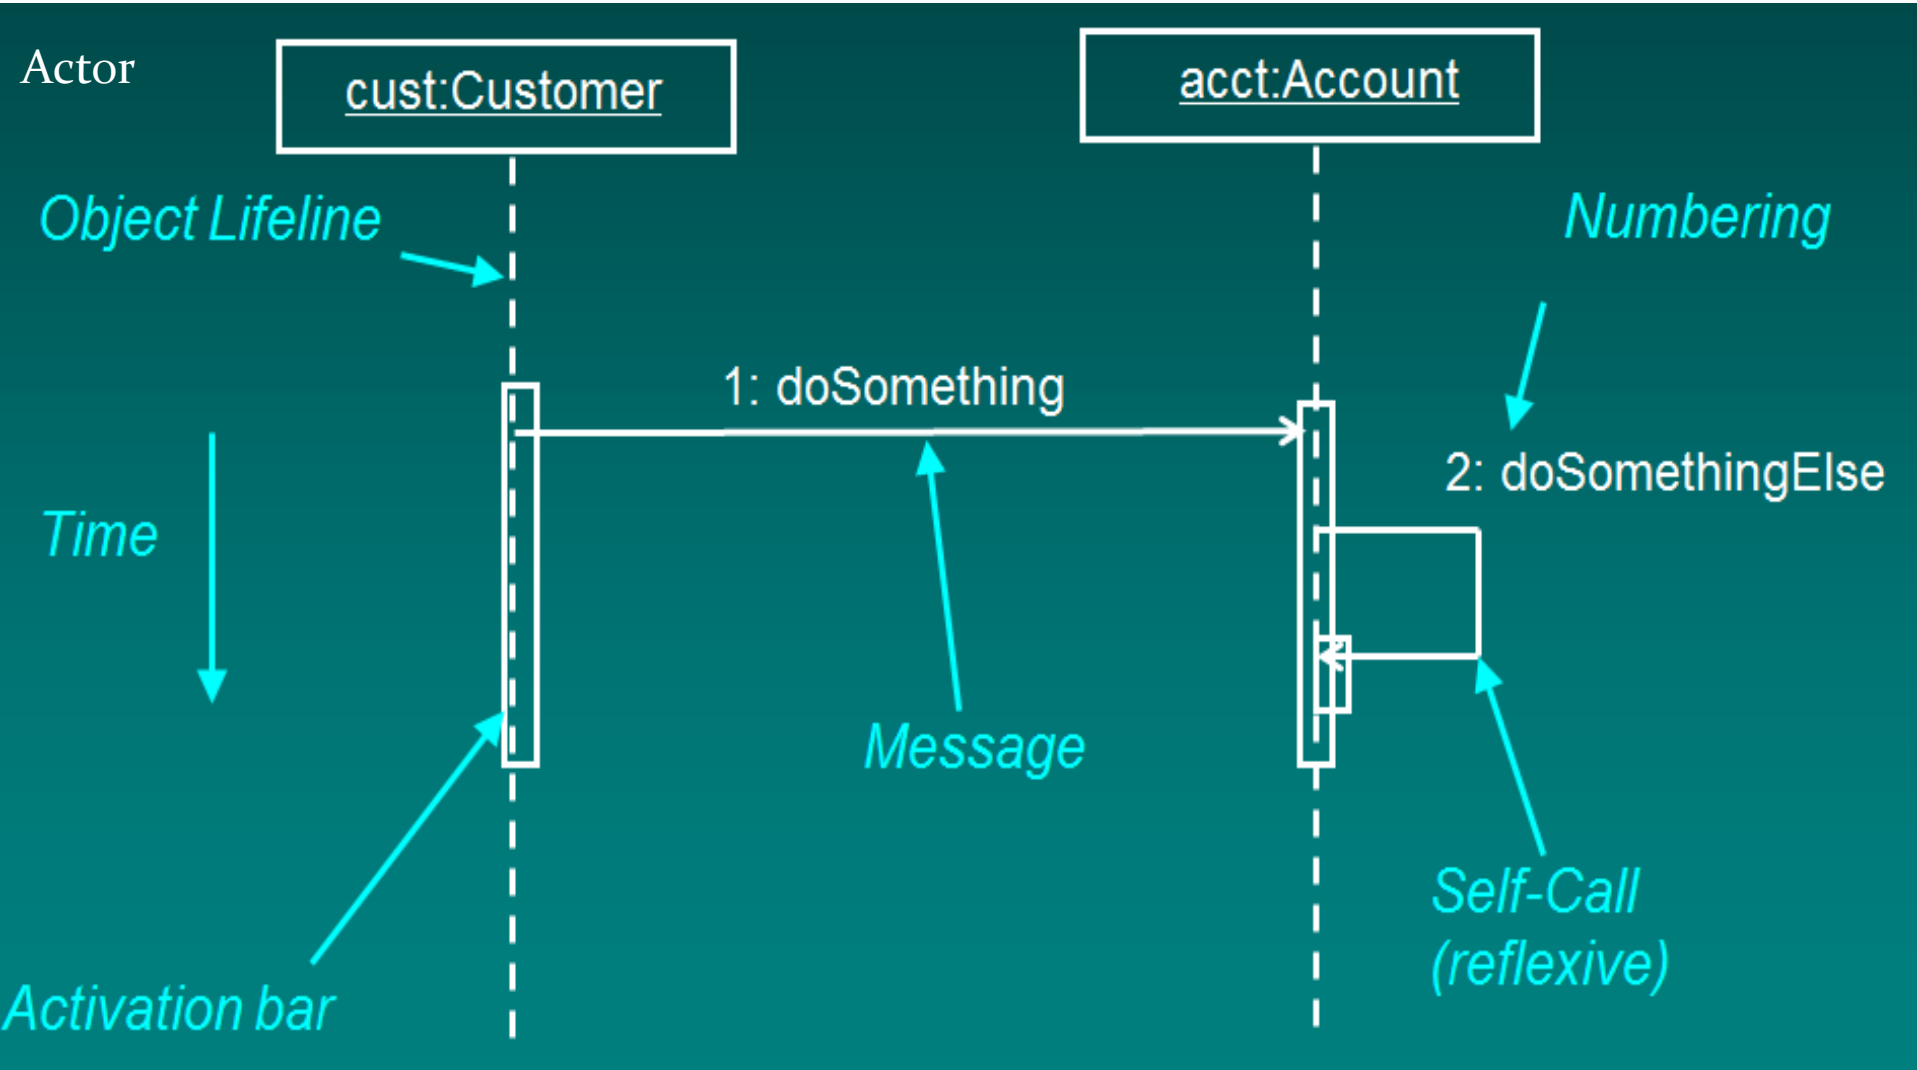 Actor
cust:Customer
acct:Account
Object Lifeline
Numbering
1: doSomething
2: doSomethingElse
Time
Message
Self-Call
(reflexive)
Activation bar